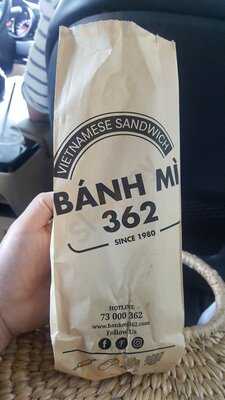 VIETNAMESE SANDWICH
BÁNH MÌ
362
SINCE 1980
HOTLINE
73 000 362
www.banhmi362.com
Follow Us